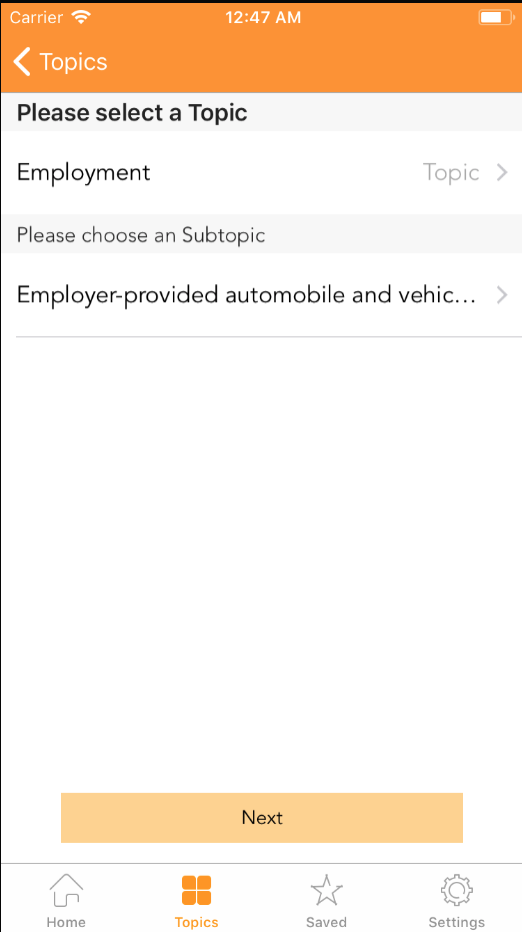 Carrier 12:47 AM
Topics
Please select a Topic
Employment Topic
Please choose an Subtopic
Employer-provided automobile and vehic...
Next
Home Topics Saved Settings